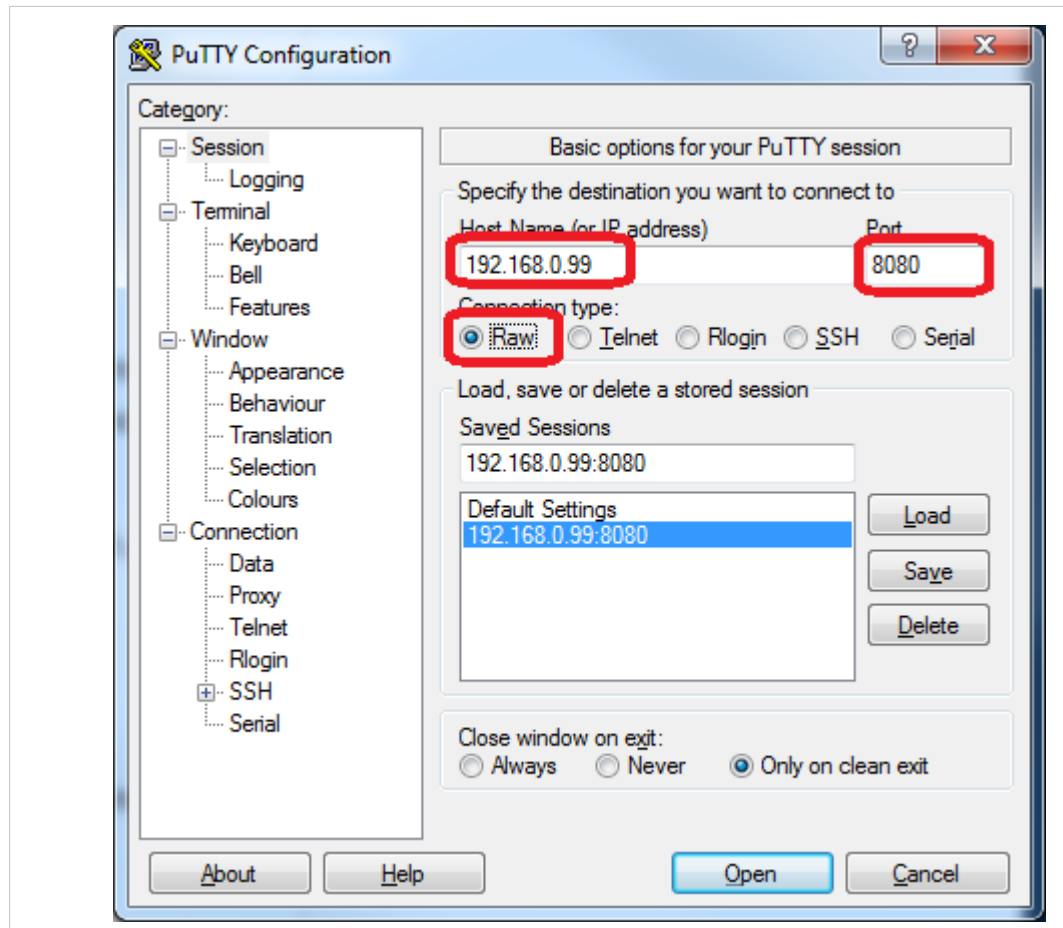 PuTTY Configuration
?
X
Category:
Session
Logging
Terminal
Keyboard
Bell
Features
Window
Appearance
Behaviour
Translation
Selection
Colours
Connection
Data
Proxy
Telnet
Rlogin
SSH
Serial
Basic options for your PuTTY session
Specify the destination you want to connect to
Host Name (or IP address) Port
192.168.0.99 8080
Connection type:
Raw Telnet Rlogin SSH Serial
Load, save or delete a stored session
Saved Sessions
192.168.0.99:8080
Default Settings
192.168.0.99:8080
Load
Save
Delete
Close window on exit:
Always Never Only on clean exit
About Help Open Cancel